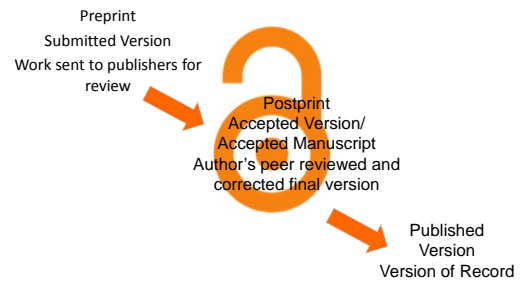 Preprint
Submitted Version
Work sent to publishers for
review
Postprint
Accepted Version/
Accepted Manuscript
Author's peer reviewed and
corrected final version
Published
Version
Version of Record